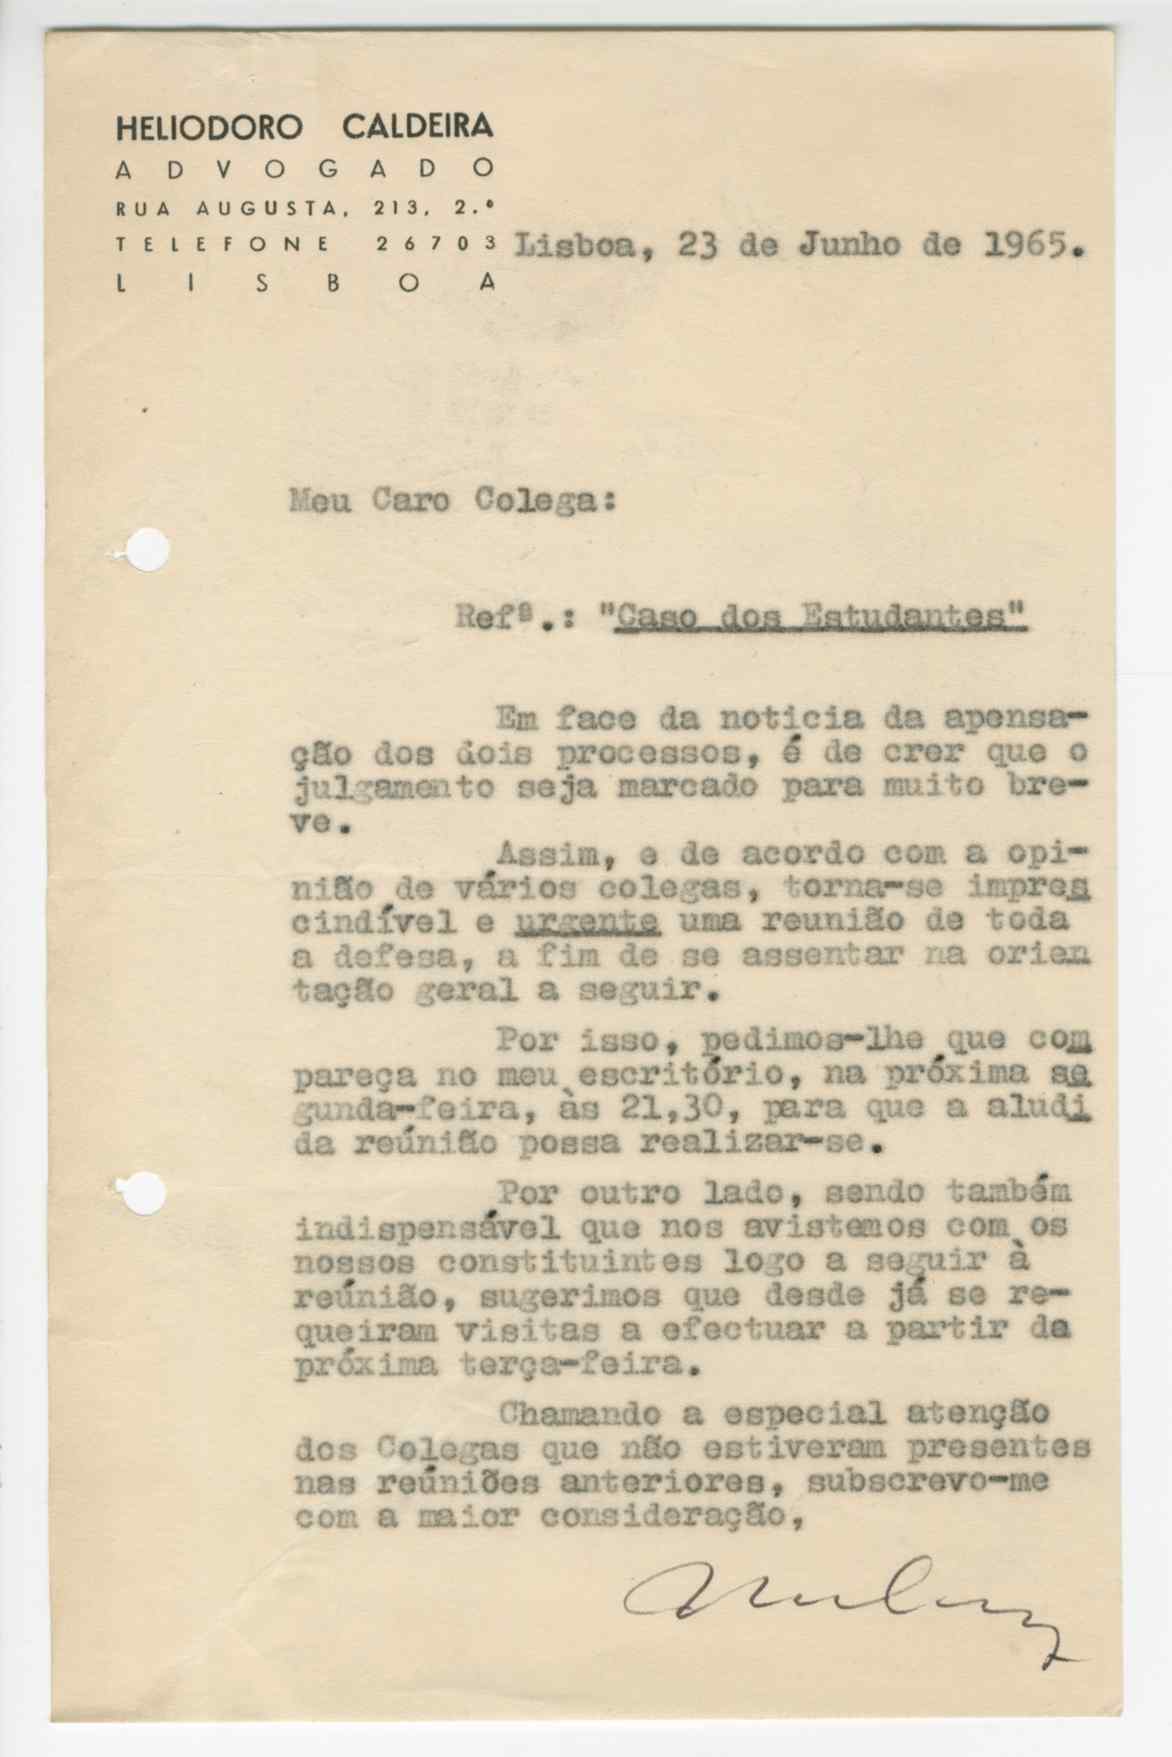 HELIODORO CALDEIRA
ADVOGADO
RUA AUGUSTA, 213, 2.º
TELEFONE 26703
LISBOA
Lisboa, 23 de Junho de 1965.
Meu Caro Colega:
Refª.: "Caso dos Estudantes"
Em face da noticia da apensa-
ção dos dois processos, é de crer que o
julgamento seja marcado para muito bre-
ve.
Assim, e de acordo com a opi-
nião de vários colegas, torna-se impres
cindível e urgente uma reunião de toda
a defesa, a fim de se assentar na orien
tação geral a seguir.
Por isso, pedimos-lhe que com
pareça no meu escritório, na próxima se
gunda-feira, às 21,30, para que a aludi
da reúnião possa realizar-se.
Por outro lado, sendo também
indispensável que nos avistemos com os
nossos constituintes logo a seguir à
reúnião, sugerimos que desde já se re-
queiram visitas a efectuar a partir da
próxima terça-feira.
Chamando a especial atenção
dos Colegas que não estiveram presentes
nas reúniões anteriores, subscrevo-me
com a maior consideração,